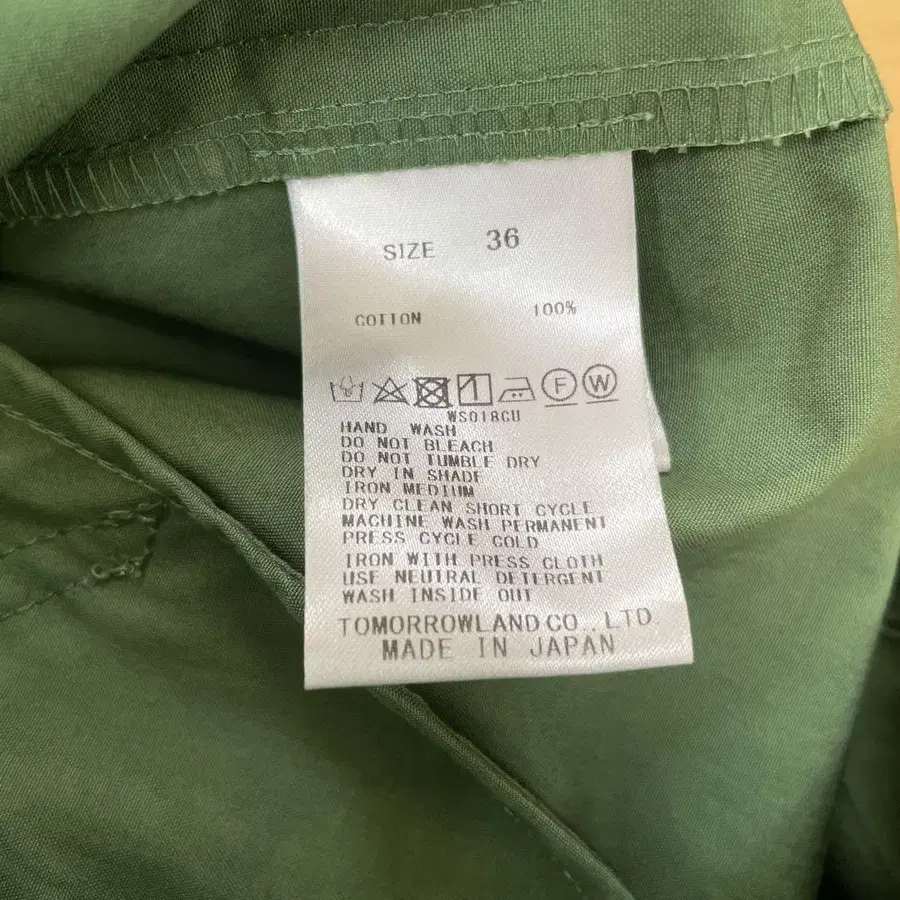 SIZE 36
COTTON 100%
F W
WS018CU
HAND WASH
DO NOT BLEACH
DO NOT TUMBLE DRY
DRY IN SHADE
IRON MEDIUM
DRY CLEAN SHORT CYCLE
MACHINE WASH PERMANENT
PRESS CYCLE COLD
IRON WITH PRESS CLOTH
USE NEUTRAL DETERGENT
WASH INSIDE OUT
TOMORROWLAND CO., LTD.
MADE IN JAPAN